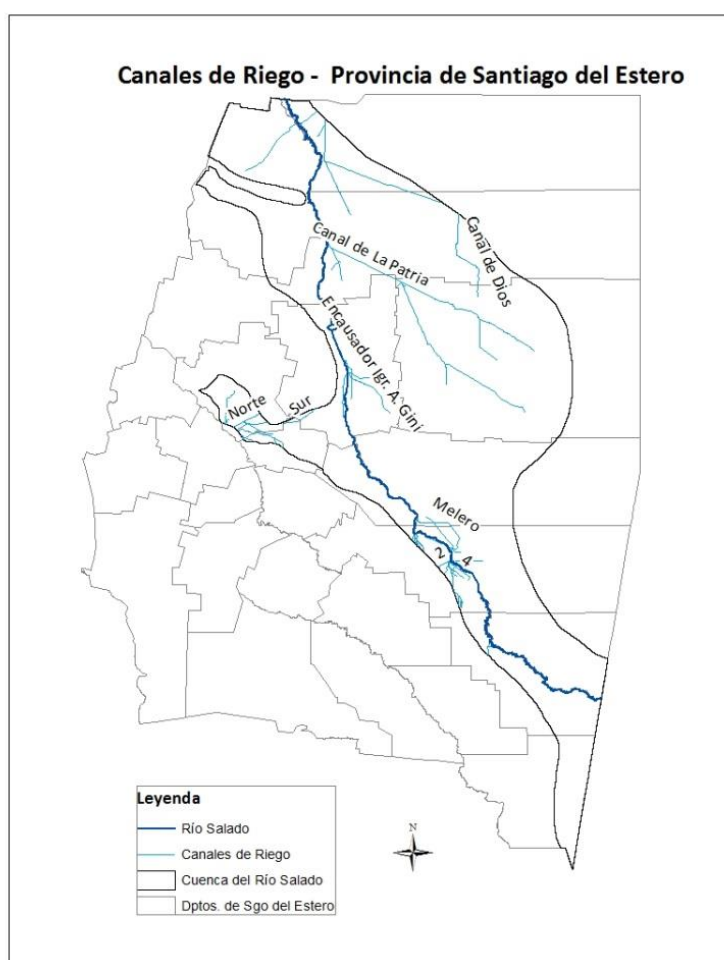 Canales de Riego - Provincia de Santiago del Estero
Canal de La Patria
Canal de Dios
Encausador Igr. A. Gini
Norte
Sur
Melero
2
4
Leyenda
Río Salado
Canales de Riego
Cuenca del Río Salado
Dptos. de Sgo del Estero
N